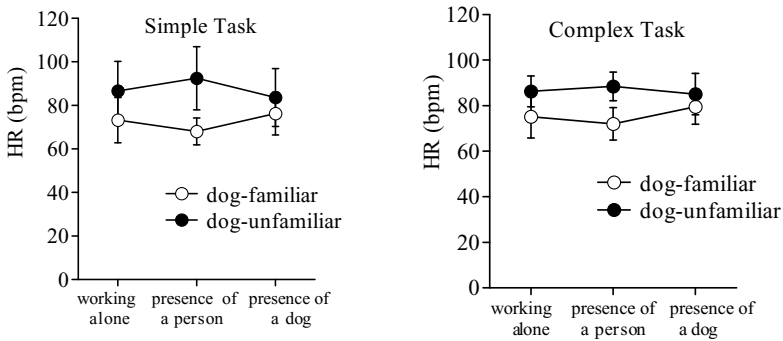 Simple Task
HR (bpm)
120
100
80
60
40
20
0
dog-familiar
dog-unfamiliar
working alone
presence of a person
presence of a dog
Complex Task
HR (bpm)
120
100
80
60
40
20
0
dog-familiar
dog-unfamiliar
working alone
presence of a person
presence of a dog